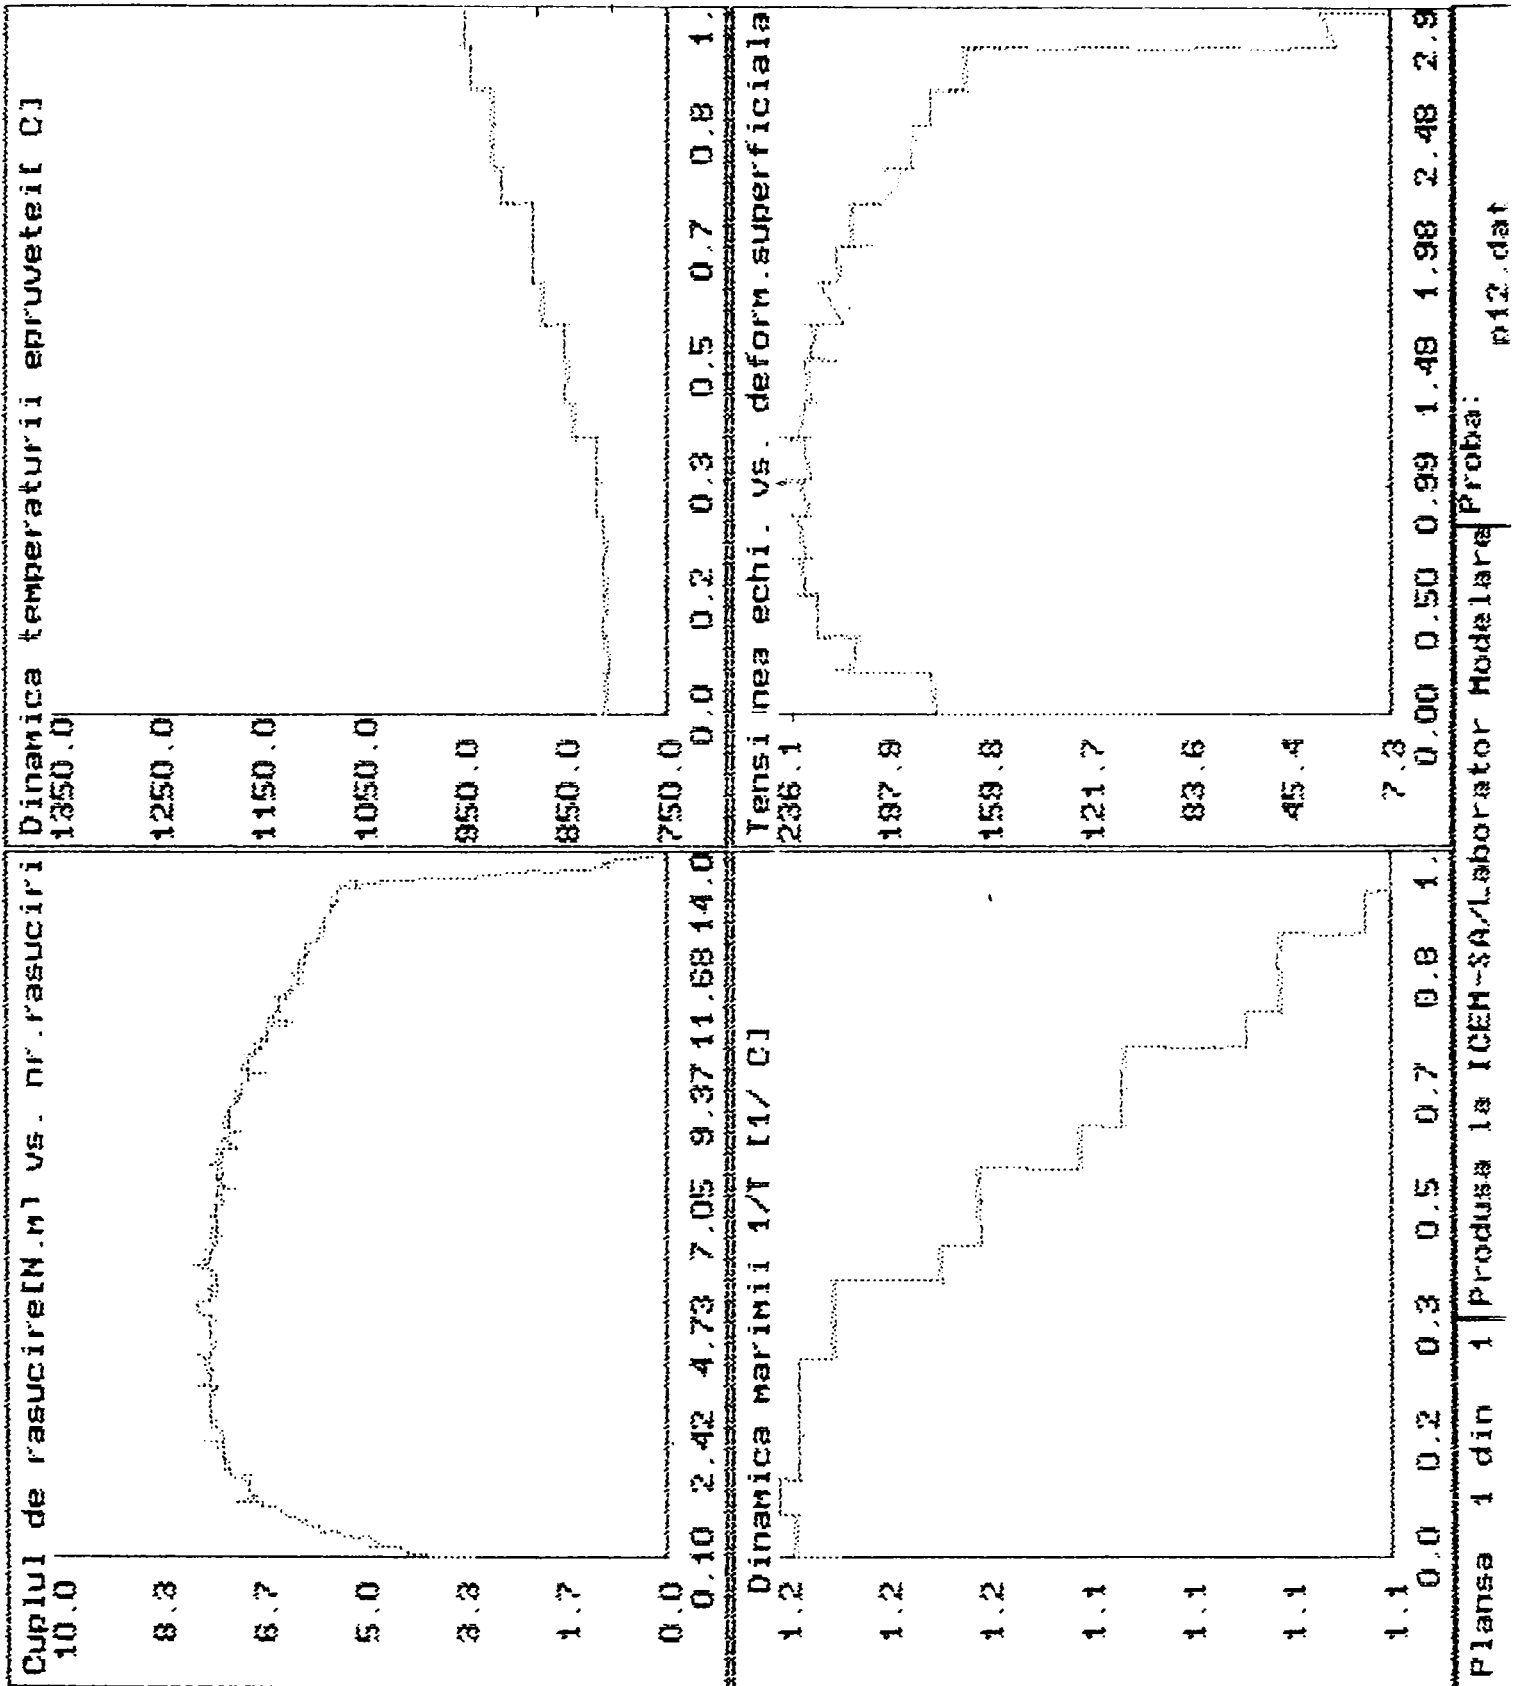 Cuplul de rasucire[N.m] vs. nr.rasuciri
10.0
8.3
6.7
5.0
3.3
1.7
0.0
0.10 2.42 4.73 7.05 9.37 11.68 14.0
Dinamica temperaturii epruvetei[ C]
1350.0
1250.0
1150.0
1050.0
950.0
850.0
750.0
0.0 0.2 0.3 0.5 0.7 0.8 1.
Dinamica marimii 1/T [1/ C]
1.2
1.2
1.2
1.1
1.1
1.1
1.1
0.0 0.2 0.3 0.5 0.7 0.8 1.
Tensi nea echi. vs. deform.superficiala
236.1
197.9
159.8
121.7
83.6
45.4
7.3
0.00 0.50 0.99 1.48 1.98 2.48 2.9
Plansa 1 din 1 Produsa la ICEM-SA/Laborator Modelare Proba:
p12.dat